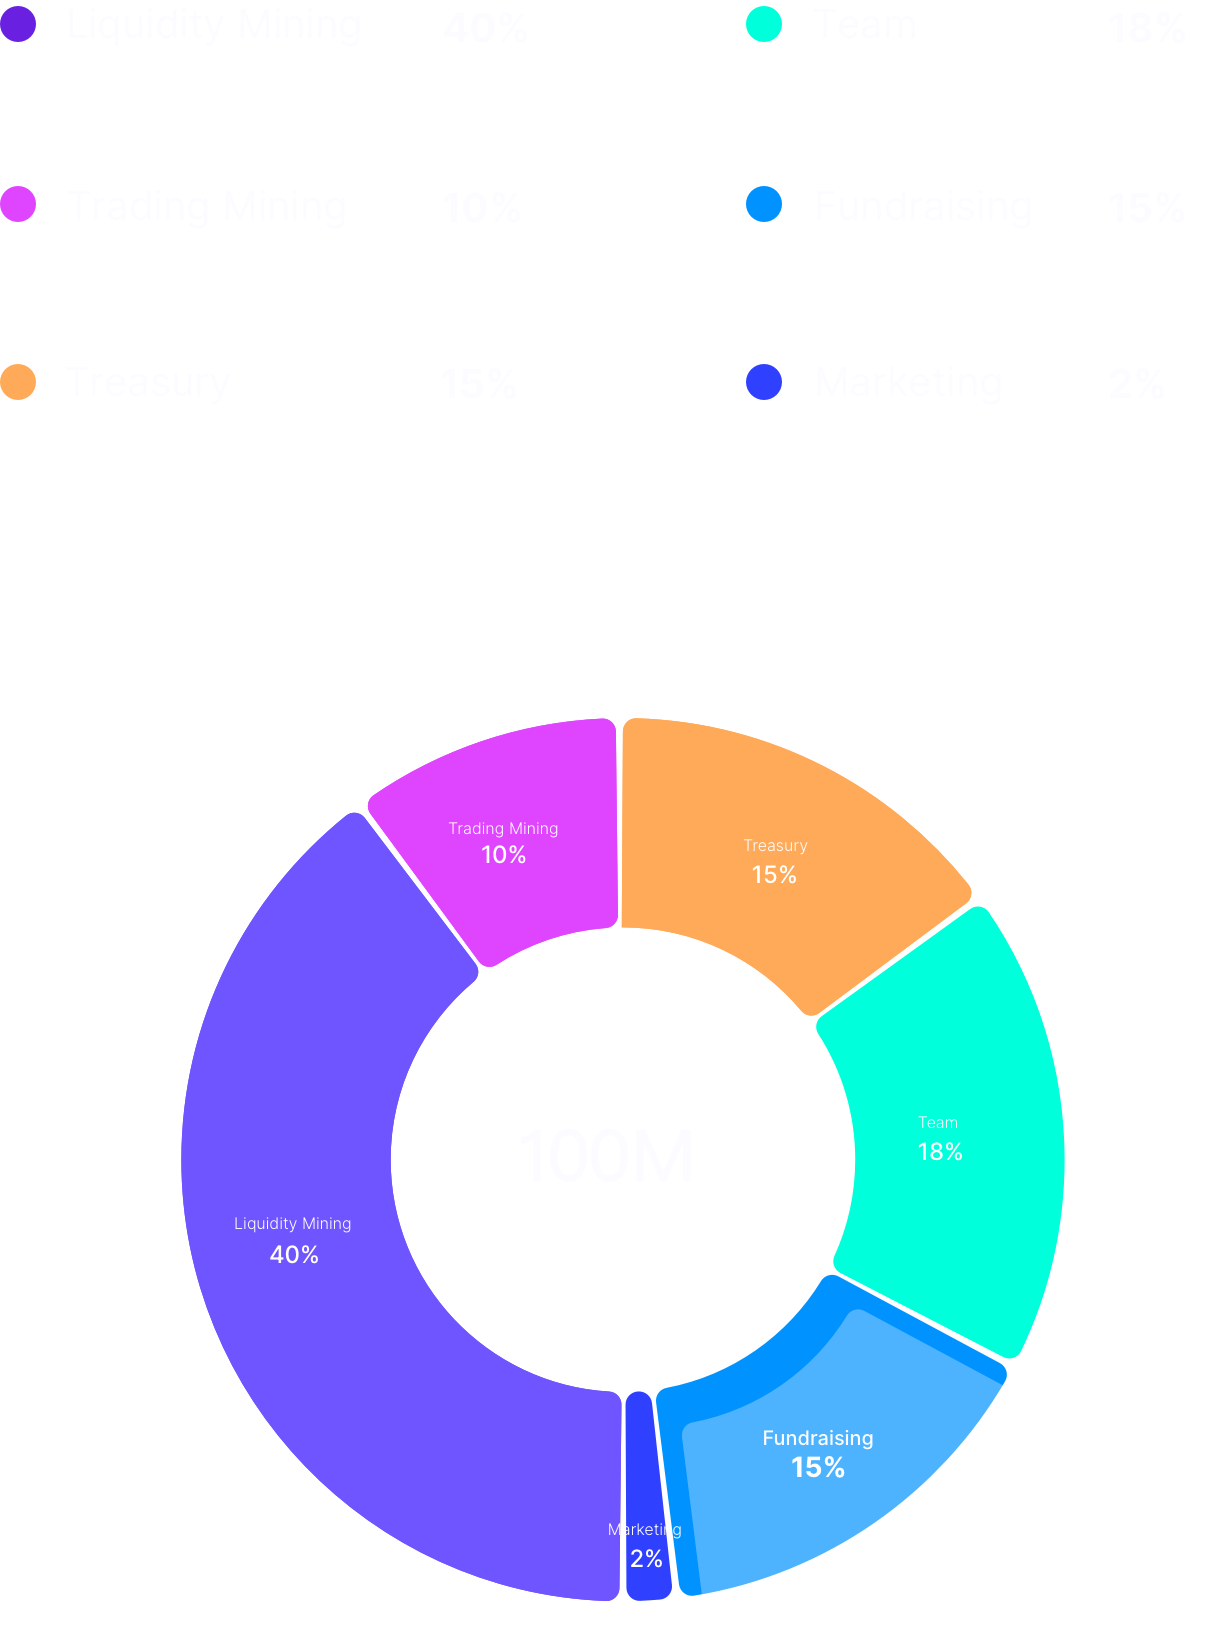 Liquidity Mining 40% Team 18%
Trading Mining 10% Fundraising 15%
Treasury 15% Marketing 2%
Trading Mining
10%
Treasury
15%
Team
18%
100M
Liquidity Mining
40%
Fundraising
15%
Marketing
2%